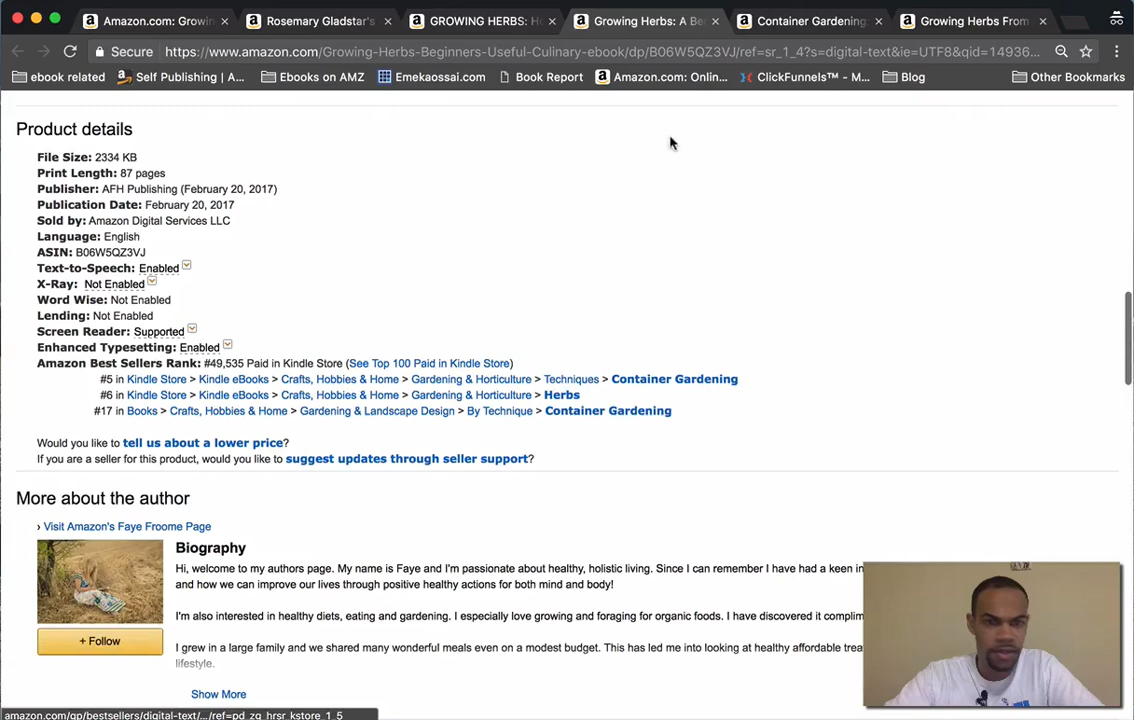 Amazon.com: Growin
Rosemary Gladstar's
GROWING HERBS: H
Growing Herbs: A Be
Container Gardening:
Growing Herbs From
Secure https://www.amazon.com/Growing-Herbs-Beginners-Useful-Culinary-ebook/dp/B06W5QZ3VJ/ref=sr_1_4?s=digital-text&ie=UTF8&qid=14936...
ebook related Self Publishing | A... Ebooks on AMZ Emekaossai.com Book Report Amazon.com: Onlin... ClickFunnels™ – M... Blog Other Bookmarks
Product details
File Size: 2334 KB
Print Length: 87 pages
Publisher: AFH Publishing (February 20, 2017)
Publication Date: February 20, 2017
Sold by: Amazon Digital Services LLC
Language: English
ASIN: B06W5QZ3VJ
Text-to-Speech: Enabled
X-Ray: Not Enabled
Word Wise: Not Enabled
Lending: Not Enabled
Screen Reader: Supported
Enhanced Typesetting: Enabled
Amazon Best Sellers Rank: #49,535 Paid in Kindle Store (See Top 100 Paid in Kindle Store)
#5 in Kindle Store > Kindle eBooks > Crafts, Hobbies & Home > Gardening & Horticulture > Techniques > Container Gardening
#6 in Kindle Store > Kindle eBooks > Crafts, Hobbies & Home > Gardening & Horticulture > Herbs
#17 in Books > Crafts, Hobbies & Home > Gardening & Landscape Design > By Technique > Container Gardening
Would you like to tell us about a lower price?
If you are a seller for this product, would you like to suggest updates through seller support?
More about the author
› Visit Amazon's Faye Froome Page
Biography
Hi, welcome to my authors page. My name is Faye and I'm passionate about healthy, holistic living. Since I can remember I have had a keen in
and how we can improve our lives through positive healthy actions for both mind and body!
I'm also interested in healthy diets, eating and gardening. I especially love growing and foraging for organic foods. I have discovered it complim
I grew in a large family and we shared many wonderful meals even on a modest budget. This has led me into looking at healthy affordable trea
lifestyle.
+ Follow
Show More
amazon.com/gp/bestsellers/digital-text/.../ref=pd_zg_hrsr_kstore_1_5